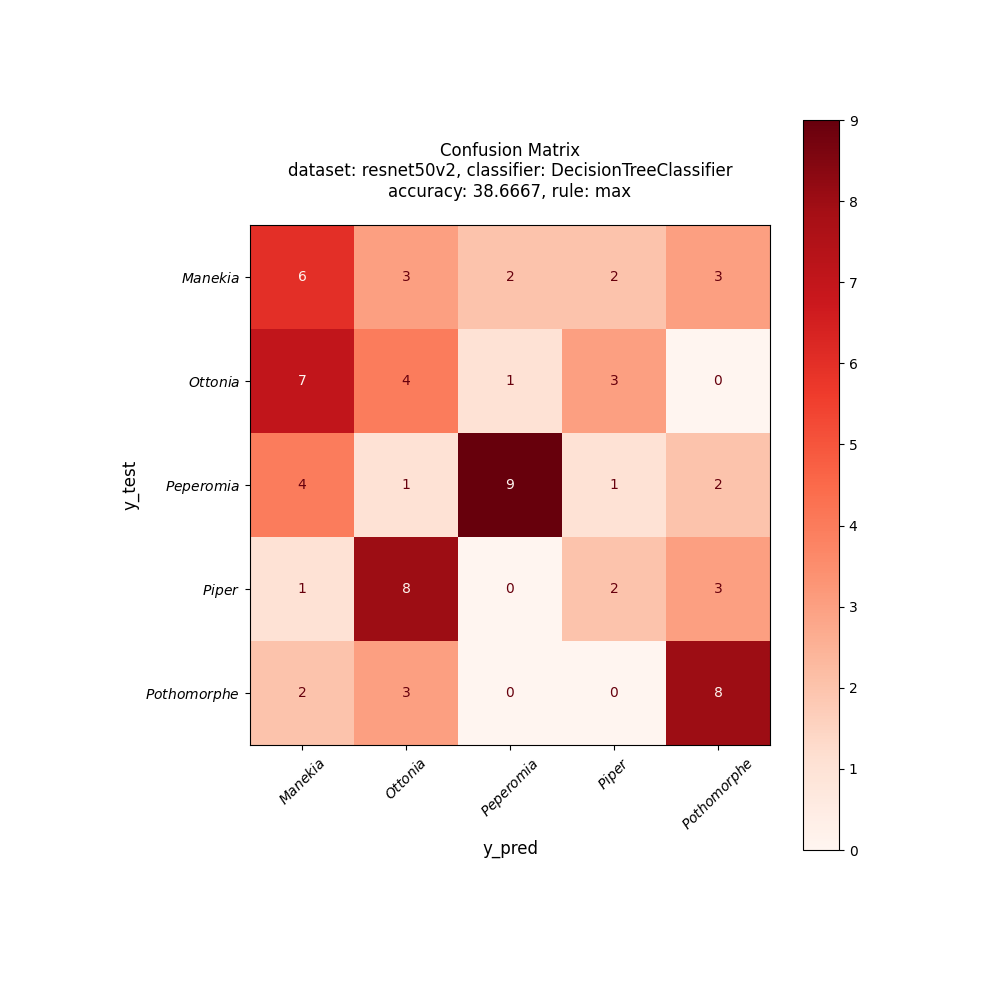 Confusion Matrix
dataset: resnet50v2, classifier: DecisionTreeClassifier
accuracy: 38.6667, rule: max
y_test
Manekia 6 3 2 2 3
Ottonia 7 4 1 3 0
Peperomia 4 1 9 1 2
Piper 1 8 0 2 3
Pothomorphe 2 3 0 0 8
Manekia Ottonia Peperomia Piper Pothomorphe
y_pred
9
8
7
6
5
4
3
2
1
0